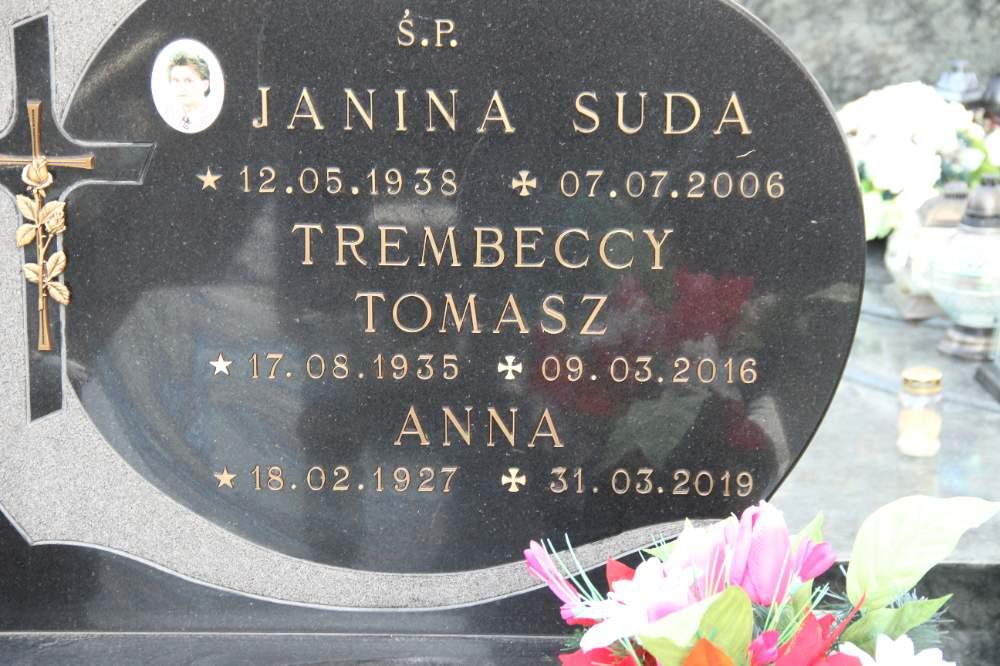 Ś.P.
JANINA SUDA
12.05.1938 07.07.2006
TREMBECCY
TOMASZ
17.08.1935 09.03.2016
ANNA
18.02.1927 31.03.2019